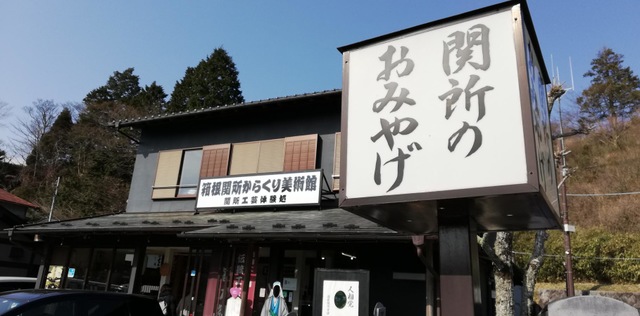 関所の
おみやげ
箱根関所からくり美術館
関所工芸体験処